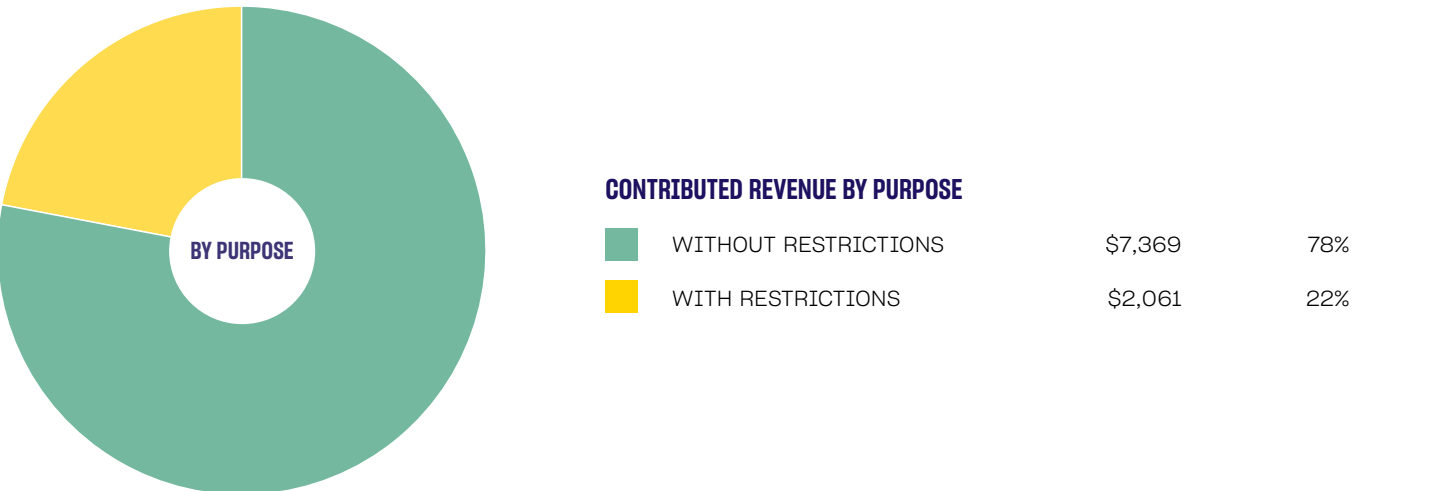 BY PURPOSE
CONTRIBUTED REVENUE BY PURPOSE
WITHOUT RESTRICTIONS $7,369 78%
WITH RESTRICTIONS $2,061 22%